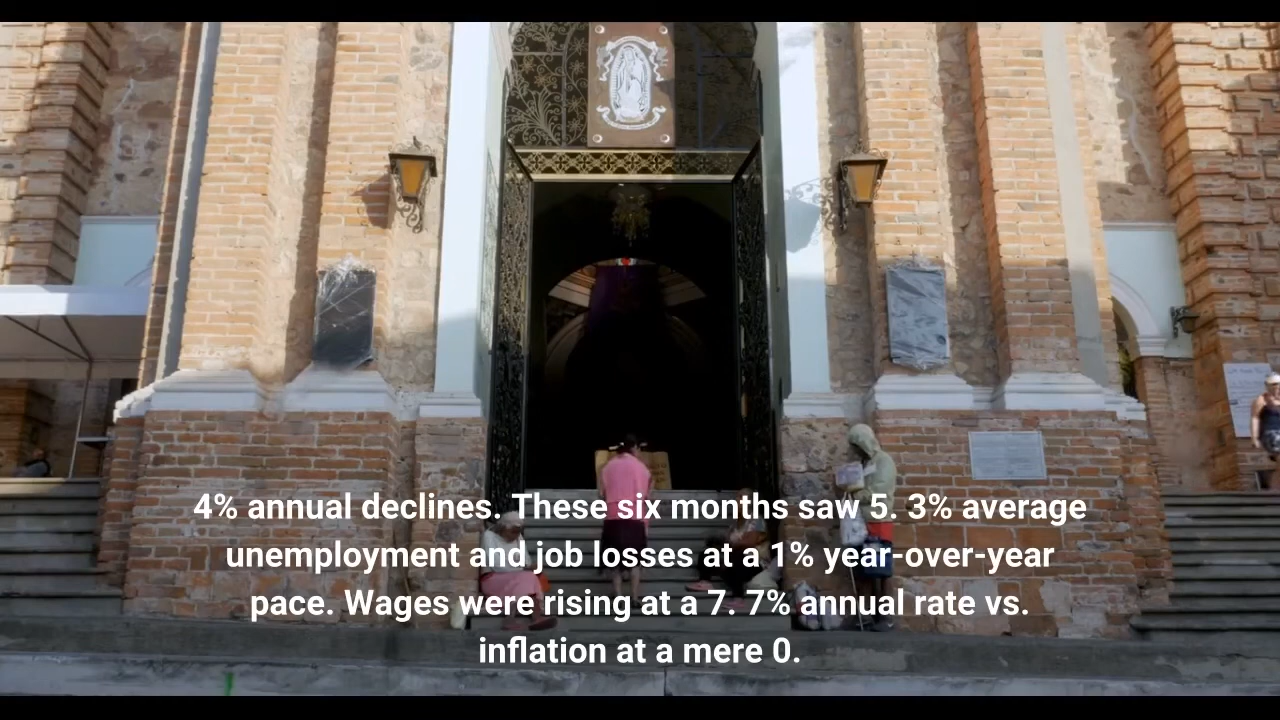 4% annual declines. These six months saw 5. 3% average
unemployment and job losses at a 1% year-over-year
pace. Wages were rising at a 7. 7% annual rate vs.
inflation at a mere 0.